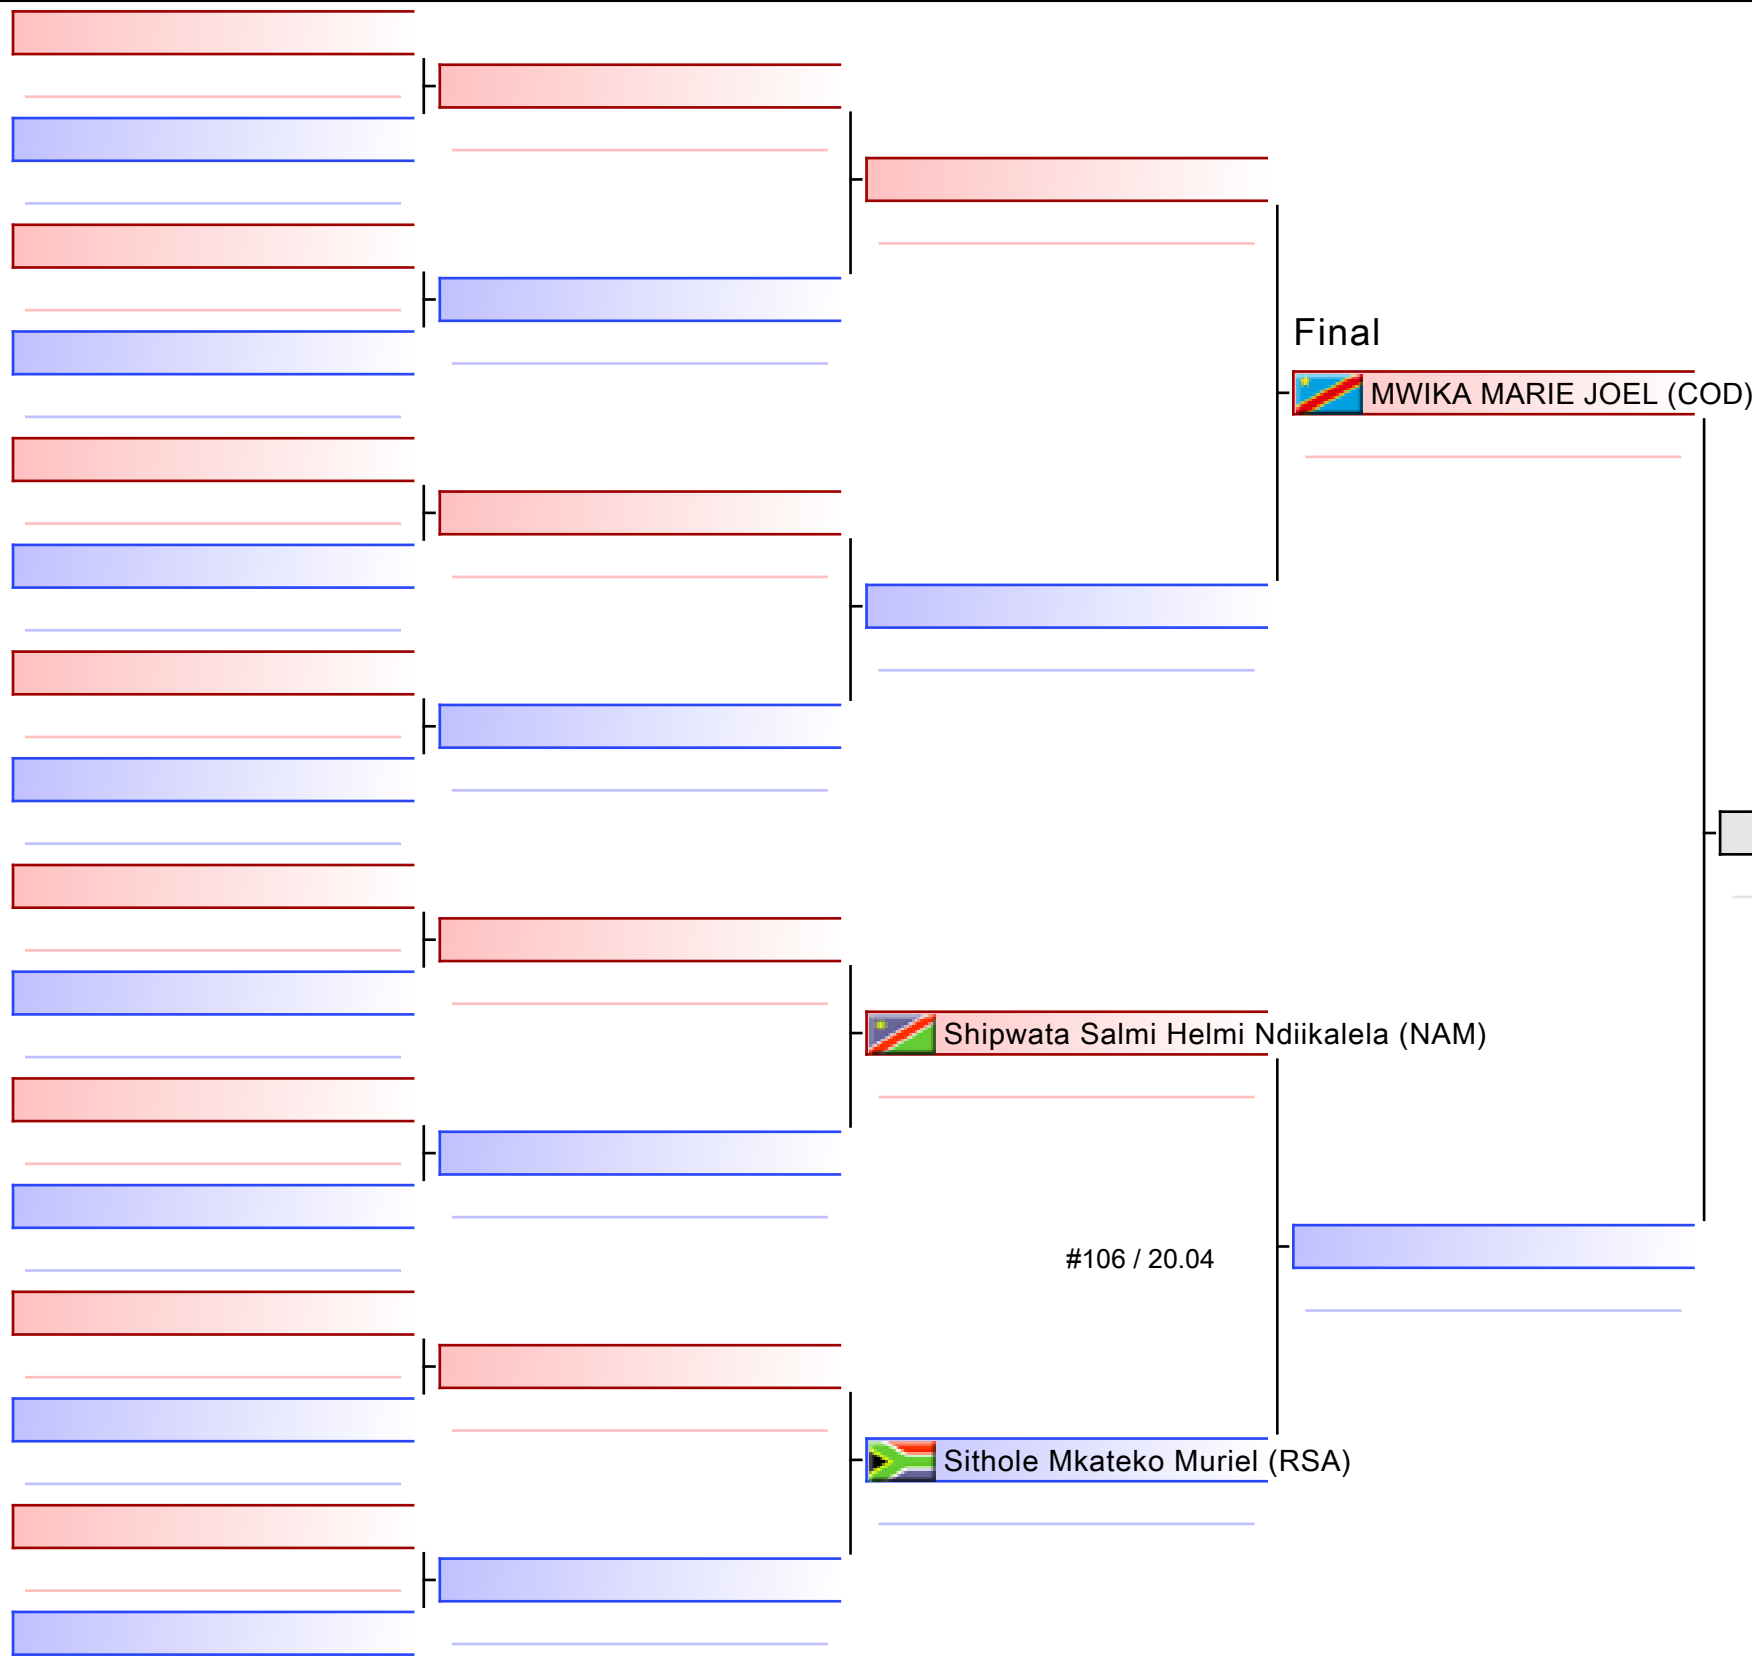 Final
MWIKA MARIE JOEL (COD)
Shipwata Salmi Helmi Ndiikalela (NAM)
#106 / 20.04
Sithole Mkateko Muriel (RSA)